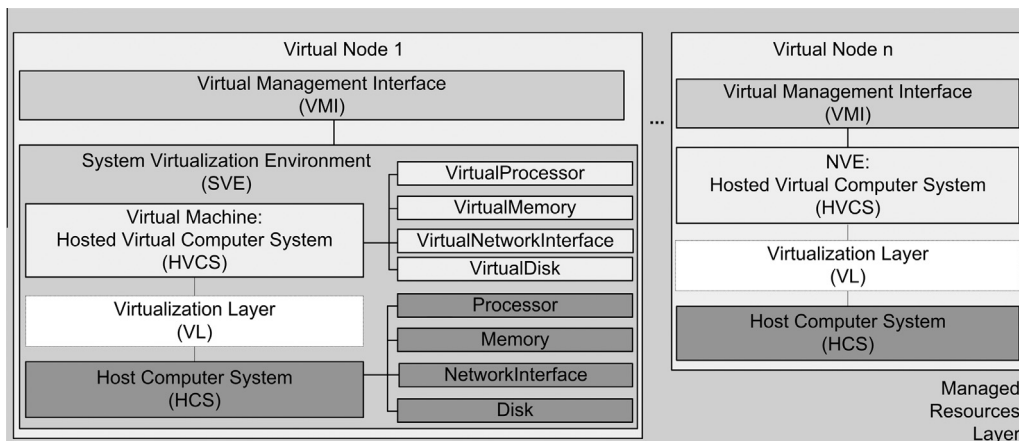 Virtual Node 1
Virtual Management Interface
(VMI)
System Virtualization Environment
(SVE)
Virtual Machine:
Hosted Virtual Computer System
(HVCS)
Virtualization Layer
(VL)
Host Computer System
(HCS)
VirtualProcessor
VirtualMemory
VirtualNetworkInterface
VirtualDisk
Processor
Memory
NetworkInterface
Disk
...
Virtual Node n
Virtual Management Interface
(VMI)
NVE:
Hosted Virtual Computer System
(HVCS)
Virtualization Layer
(VL)
Host Computer System
(HCS)
Managed
Resources
Layer